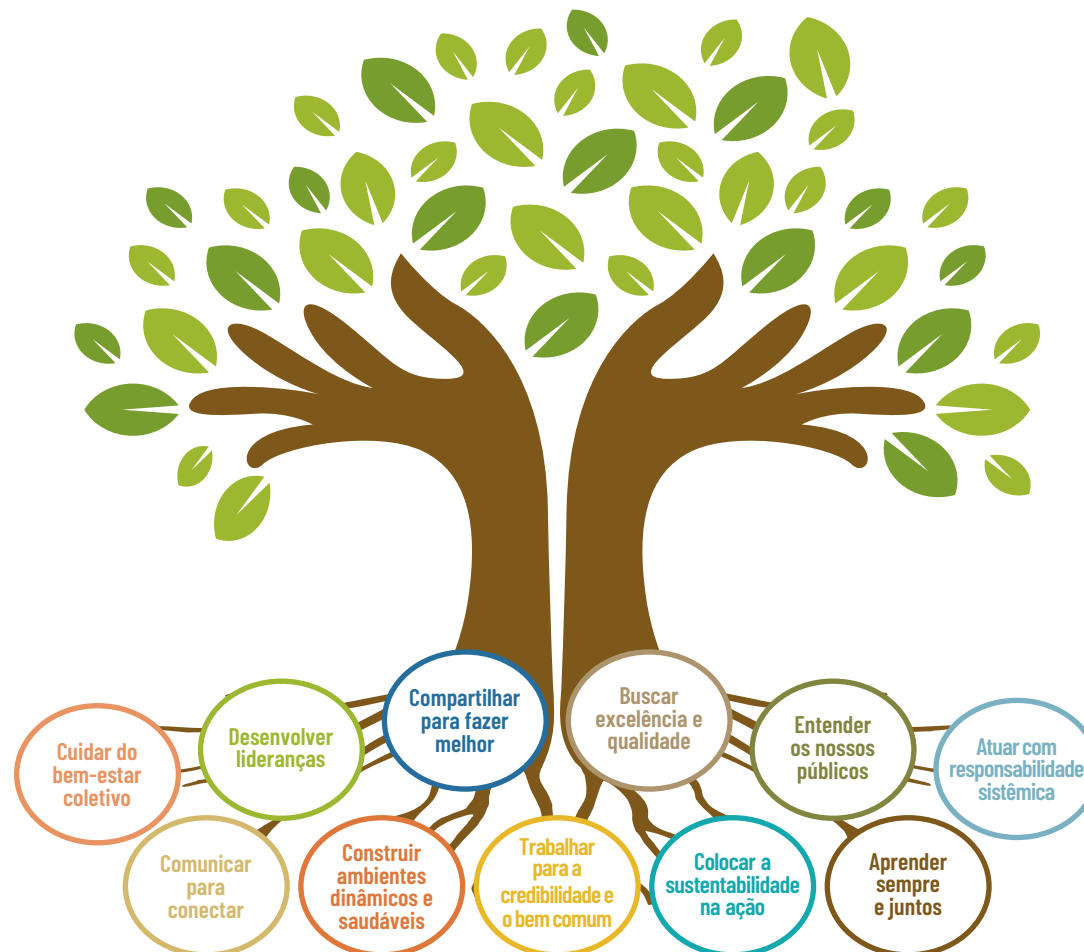 Cuidar do
bem-estar
coletivo
Desenvolver
lideranças
Compartilhar
para fazer
melhor
Buscar
excelência e
qualidade
Entender
os nossos
públicos
Atuar com
responsabilidade
sistêmica
Comunicar
para
conectar
Construir
ambientes
dinâmicos e
saudáveis
Trabalhar
para a
credibilidade e
o bem comum
Colocar a
sustentabilidade
na ação
Aprender
sempre
e juntos